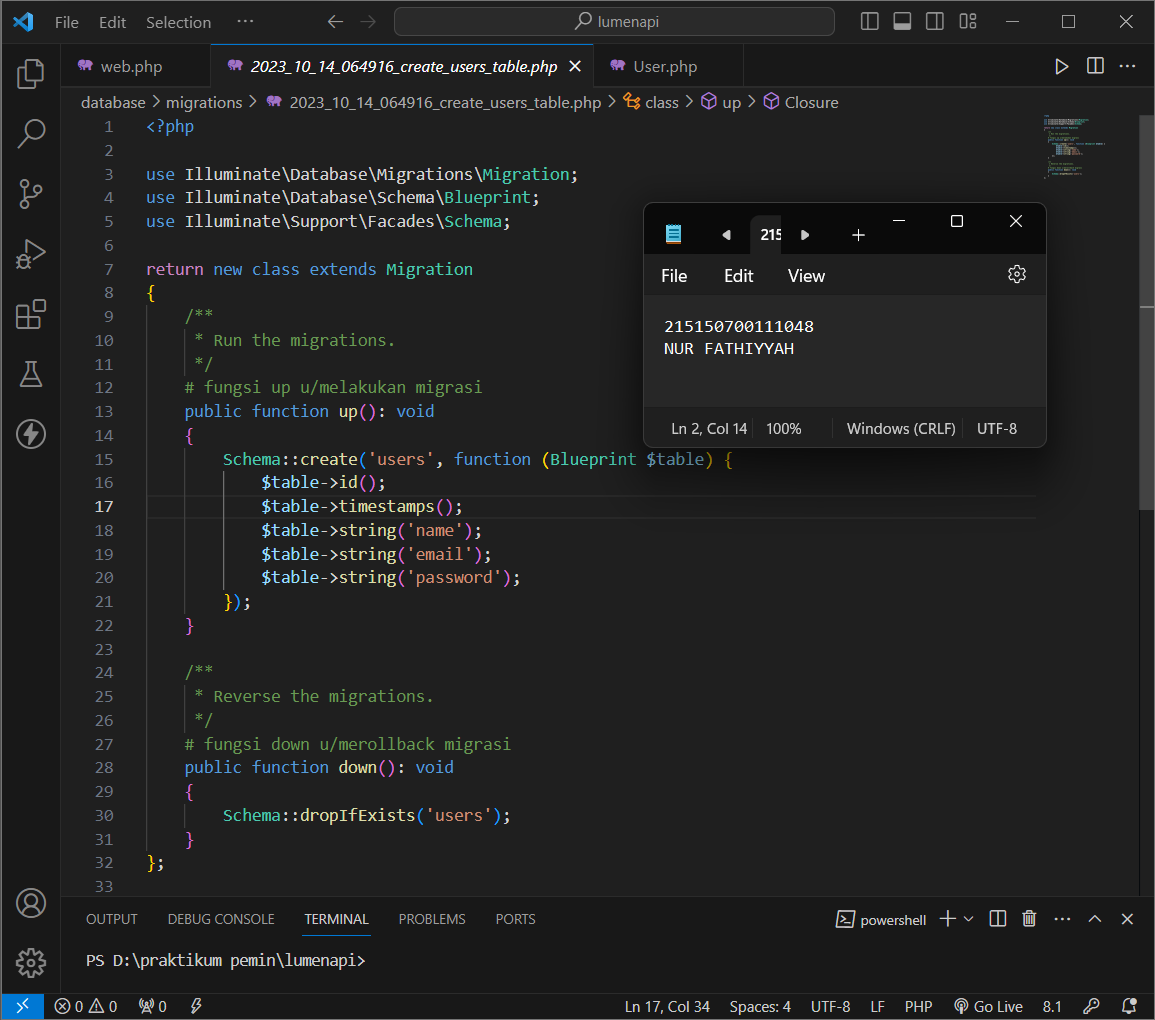 File Edit Selection ··· lumenapi
web.php 2023_10_14_064916_create_users_table.php User.php
database > migrations > 2023_10_14_064916_create_users_table.php > class > up > Closure
1 <?php
2
3 use Illuminate\Database\Migrations\Migration;
4 use Illuminate\Database\Schema\Blueprint;
5 use Illuminate\Support\Facades\Schema;
6
7 return new class extends Migration
8 {
9 /**
10 * Run the migrations.
11 */
12 # fungsi up u/melakukan migrasi
13 public function up(): void
14 {
15 Schema::create('users', function (Blueprint $table) {
16 $table->id();
17 $table->timestamps();
18 $table->string('name');
19 $table->string('email');
20 $table->string('password');
21 });
22 }
23
24 /**
25 * Reverse the migrations.
26 */
27 # fungsi down u/merollback migrasi
28 public function down(): void
29 {
30 Schema::dropIfExists('users');
31 }
32 };
33
215
File Edit View
215150700111048
NUR FATHIYYAH
Ln 2, Col 14 100% Windows (CRLF) UTF-8
OUTPUT DEBUG CONSOLE TERMINAL PROBLEMS PORTS powershell
PS D:\praktikum pemin\lumenapi>
0 0 0 Ln 17, Col 34 Spaces: 4 UTF-8 LF PHP Go Live 8.1